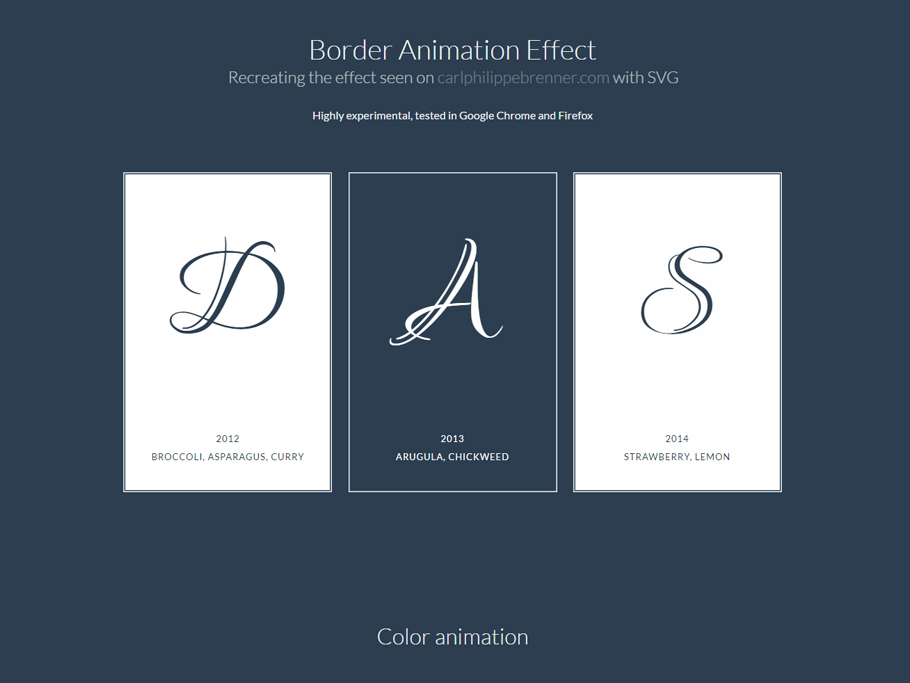 Border Animation Effect
Recreating the effect seen on carlphilippebrenner.com with SVG
Highly experimental, tested in Google Chrome and Firefox
D
2012
BROCCOLI, ASPARAGUS, CURRY
A
2013
ARUGULA, CHICKWEED
S
2014
STRAWBERRY, LEMON
Color animation